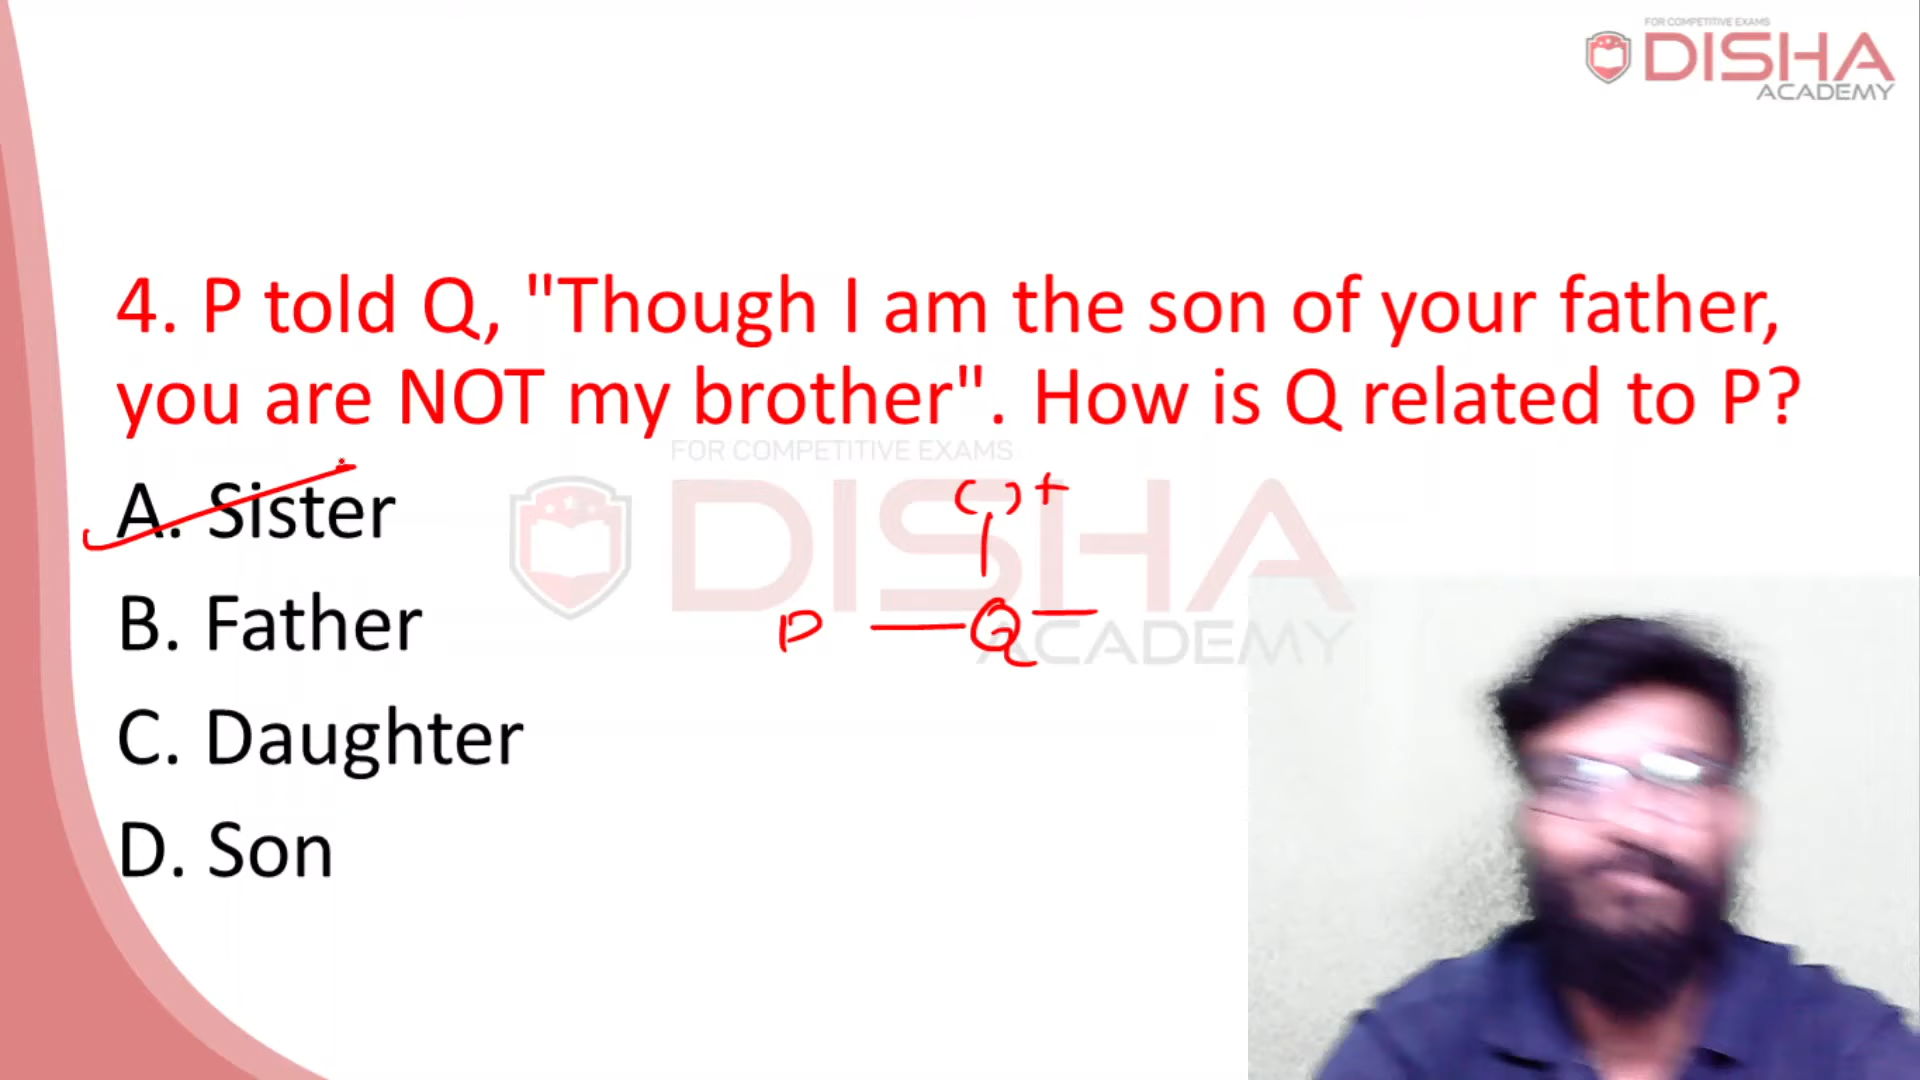 FOR COMPETITIVE EXAMS
DISHA
ACADEMY
4. P told Q, "Though I am the son of your father,
you are NOT my brother". How is Q related to P?
FOR COMPETITIVE EXAMS
DISHA
ACADEMY
A. Sister
B. Father
C. Daughter
D. Son
( ) +
P — Q —